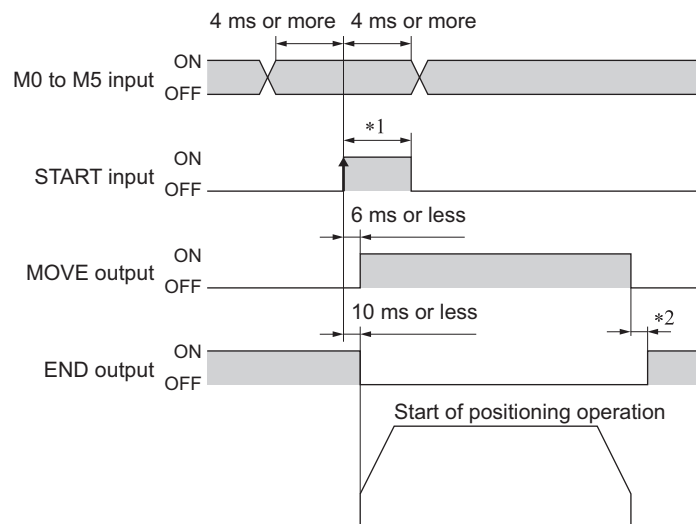 4 ms or more 4 ms or more
ON
M0 to M5 input
OFF
*1
ON
START input
OFF
6 ms or less
ON
MOVE output
OFF
10 ms or less
*2
ON
END output
OFF
Start of positioning operation